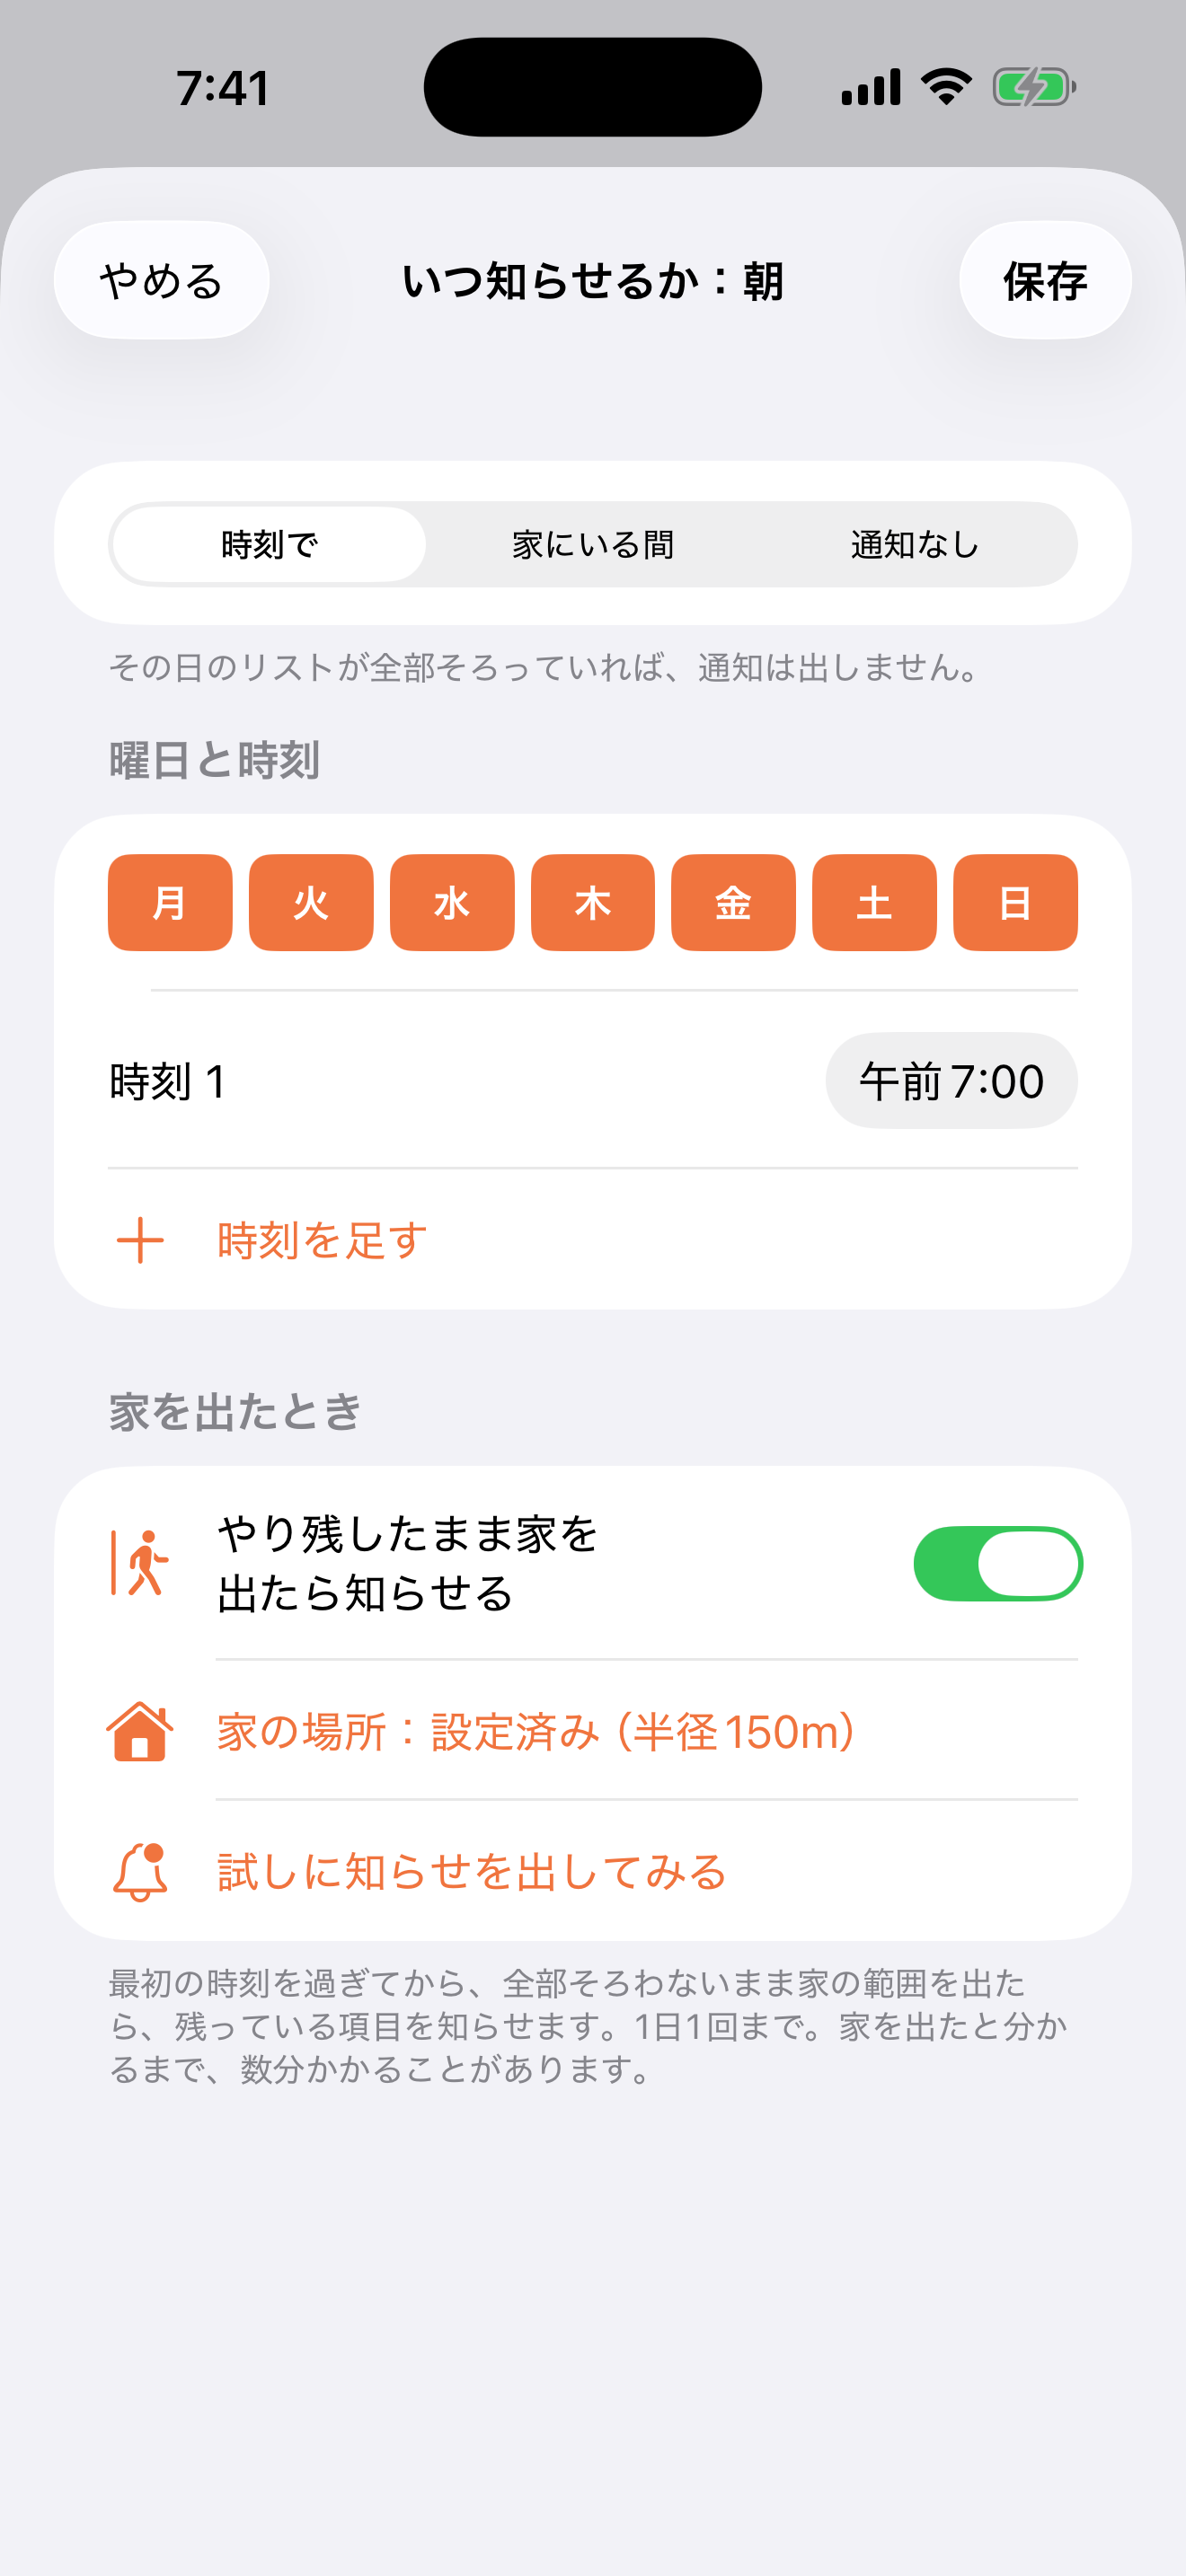 7:41
やめる
いつ知らせるか：朝
保存
時刻で
家にいる間
通知なし
その日のリストが全部そろっていれば、通知は出しません。
曜日と時刻
月 火 水 木 金 土 日
時刻 1
午前7:00
時刻を足す
家を出たとき
やり残したまま家を
出たら知らせる
家の場所：設定済み（半径150m）
試しに知らせを出してみる
最初の時刻を過ぎてから、全部そろわないまま家の範囲を出た
ら、残っている項目を知らせます。1日1回まで。家を出たと分か
るまで、数分かかることがあります。